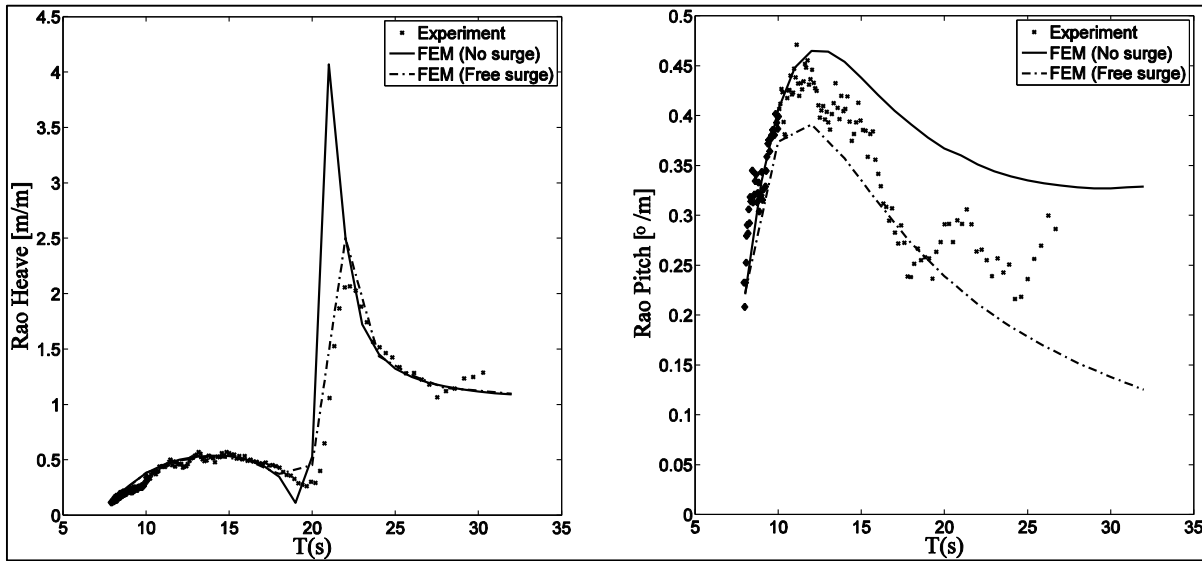 4.5
4
3.5
3
2.5
2
1.5
1
0.5
0
Rao Heave [m/m]
5 10 15 20 25 30 35
T(s)
Experiment
FEM (No surge)
FEM (Free surge)
0.5
0.45
0.4
0.35
0.3
0.25
0.2
0.15
0.1
0.05
0
Rao Pitch [º/m]
5 10 15 20 25 30 35
T(s)
Experiment
FEM (No surge)
FEM (Free surge)